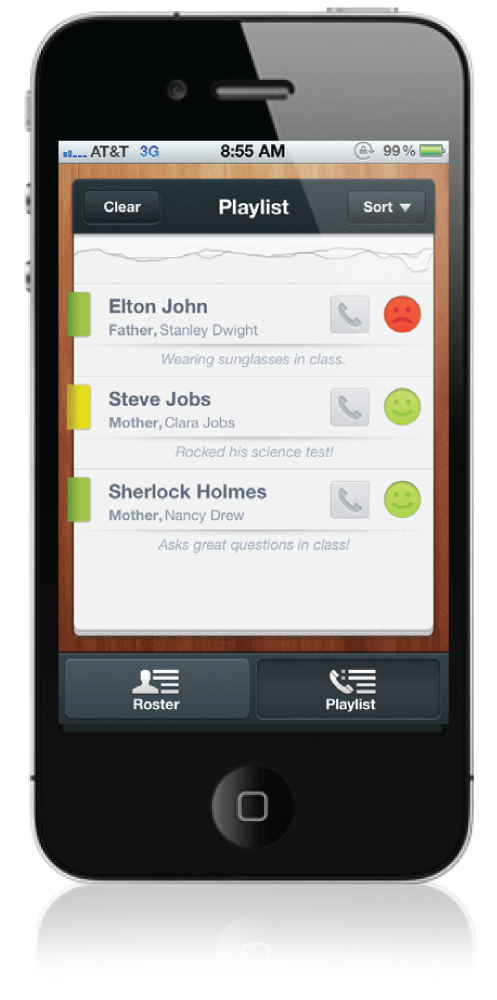 AT&T 3G 8:55 AM 99%
Clear Playlist Sort
Elton John
Father, Stanley Dwight
Wearing sunglasses in class.
Steve Jobs
Mother, Clara Jobs
Rocked his science test!
Sherlock Holmes
Mother, Nancy Drew
Asks great questions in class!
Roster Playlist